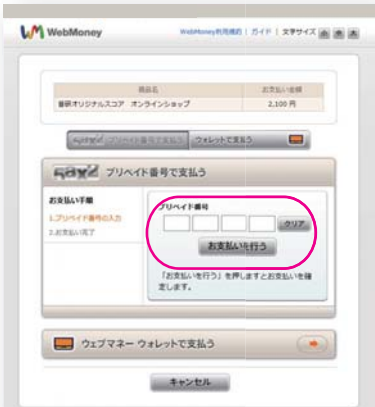 WebMoney
WebMoney利用規約 | ガイド | 文字サイズ 小 中 大
商品名 お支払い金額
音研オリジナルスコア オンラインショップ 2,100 円
プリペイド番号で支払う ウォレットで支払う
プリペイド番号で支払う
お支払い手順
1.プリペイド番号の入力
2.お支払い完了
プリペイド番号
クリア
お支払いを行う
「お支払いを行う」を押しますとお支払いを確
定します。
ウェブマネー ウォレットで支払う
キャンセル